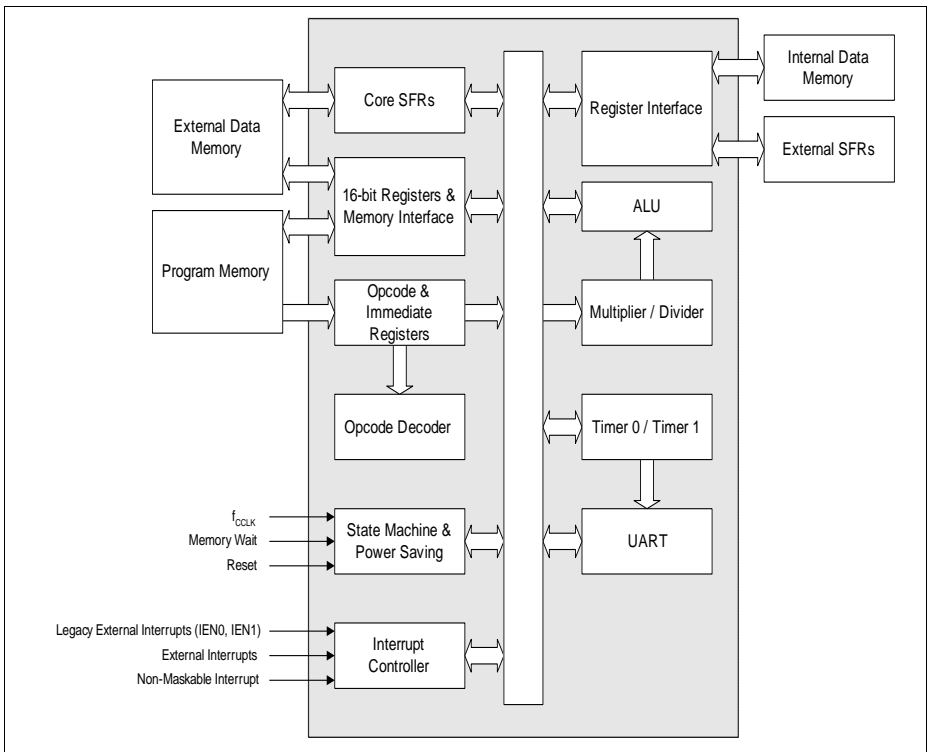 External Data
Memory
Program Memory
Core SFRs
16-bit Registers &
Memory Interface
Opcode &
Immediate
Registers
Opcode Decoder
f_CCLK
Memory Wait
Reset
State Machine &
Power Saving
Legacy External Interrupts (IEN0, IEN1)
External Interrupts
Non-Maskable Interrupt
Interrupt
Controller
Register Interface
ALU
Multiplier / Divider
Timer 0 / Timer 1
UART
Internal Data
Memory
External SFRs